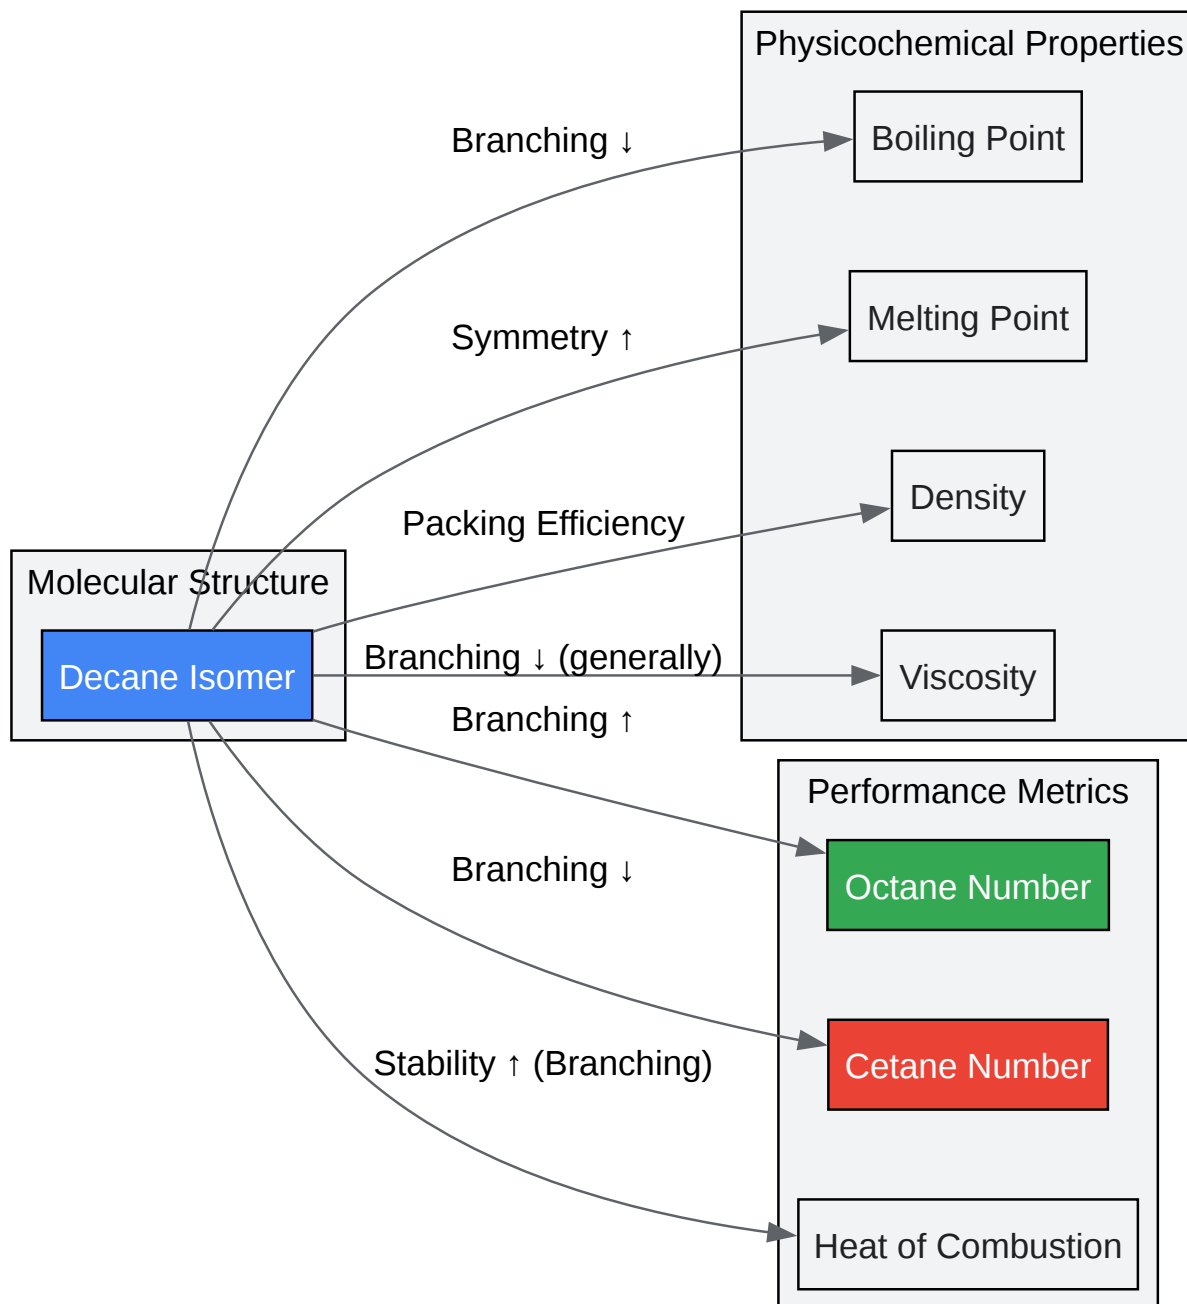 Physicochemical Properties
Branching ↓
Boiling Point
Symmetry ↑
Melting Point
Packing Efficiency
Density
Molecular Structure
Decane Isomer
Branching ↓ (generally)
Viscosity
Branching ↑
Performance Metrics
Octane Number
Branching ↓
Cetane Number
Stability ↑ (Branching)
Heat of Combustion